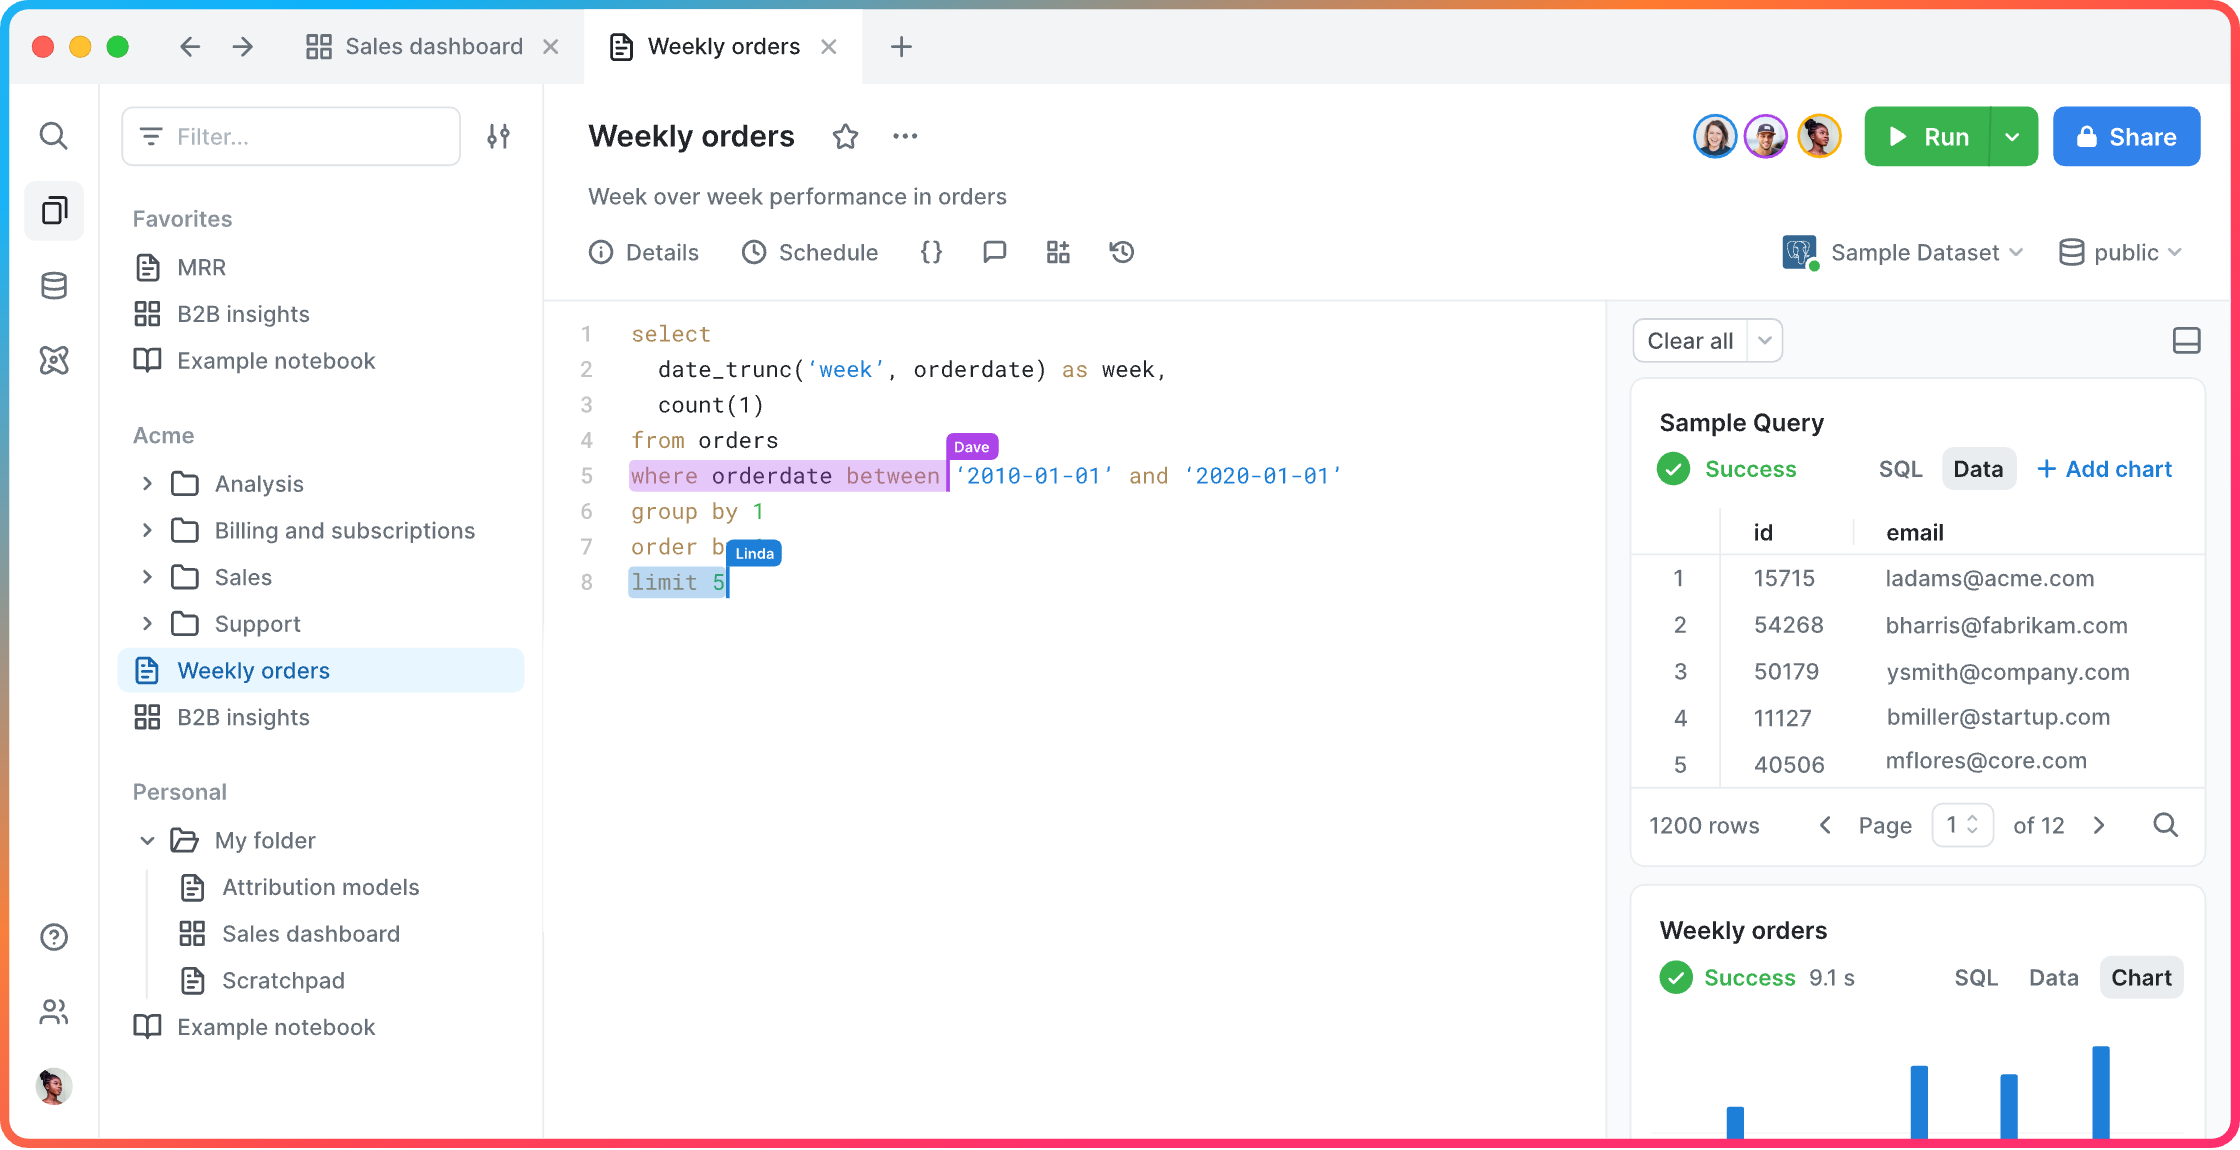 Sales dashboard
Weekly orders
Filter...
Favorites
MRR
B2B insights
Example notebook
Acme
Analysis
Billing and subscriptions
Sales
Support
Weekly orders
B2B insights
Personal
My folder
Attribution models
Sales dashboard
Scratchpad
Example notebook
Weekly orders
Run
Share
Week over week performance in orders
Details
Schedule
{}
Sample Dataset
public
1 select
2 date_trunc(‘week’, orderdate) as week,
3 count(1)
4 from orders
Dave
5 where orderdate between ‘2010-01-01’ and ‘2020-01-01’
6 group by 1
7 order b
Linda
8 limit 5
Clear all
Sample Query
Success
SQL
Data
+ Add chart
id email
1 15715 ladams@acme.com
2 54268 bharris@fabrikam.com
3 50179 ysmith@company.com
4 11127 bmiller@startup.com
5 40506 mflores@core.com
1200 rows
Page 1 of 12
Weekly orders
Success 9.1 s
SQL
Data
Chart